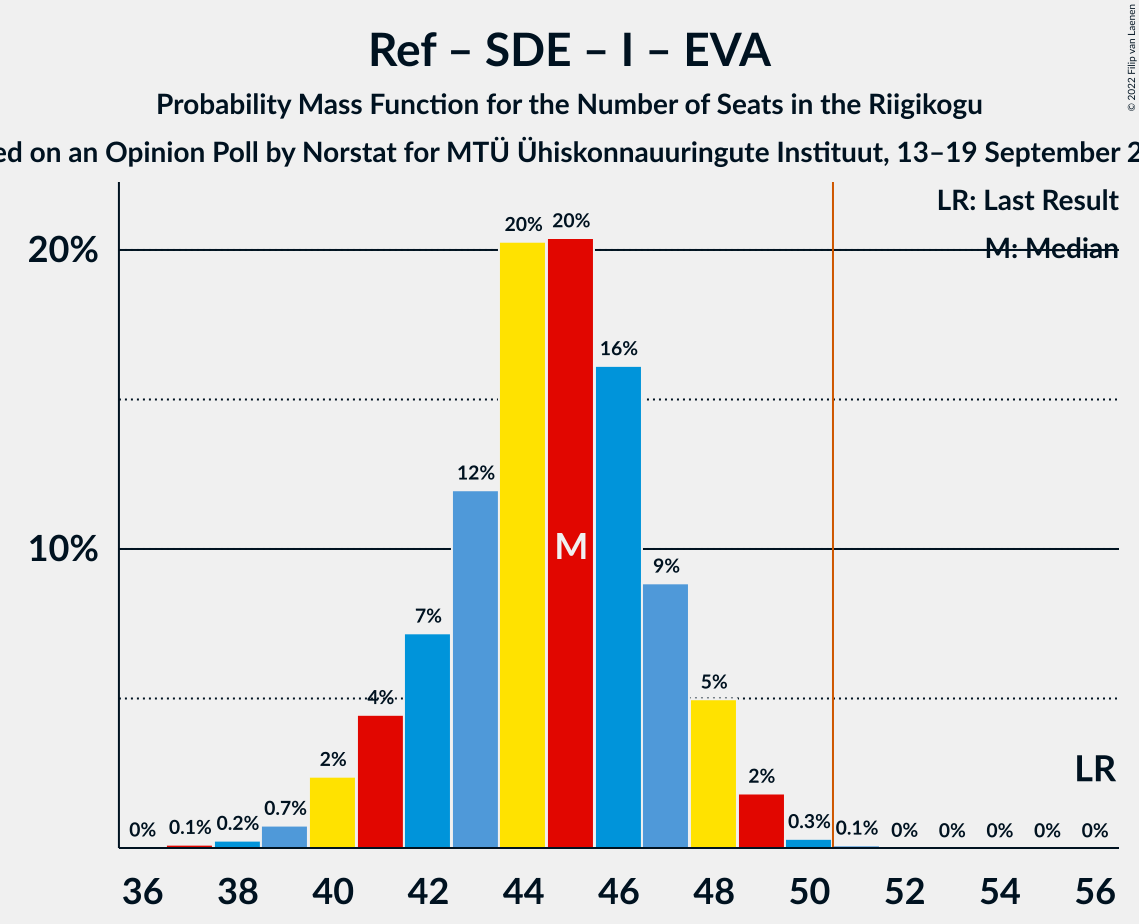 Ref – SDE – I – EVA
Probability Mass Function for the Number of Seats in the Riigikogu
ed on an Opinion Poll by Norstat for MTÜ Ühiskonnauuringute Instituut, 13–19 September 2
© 2022 Filip van Laenen
LR: Last Result
M: Median
20%
10%
0% 0.1% 0.2% 0.7% 2% 4% 7% 12% 20% 20% 16% 9% 5% 2% 0.3% 0.1% 0% 0% 0% 0% 0%
M
LR
36 38 40 42 44 46 48 50 52 54 56